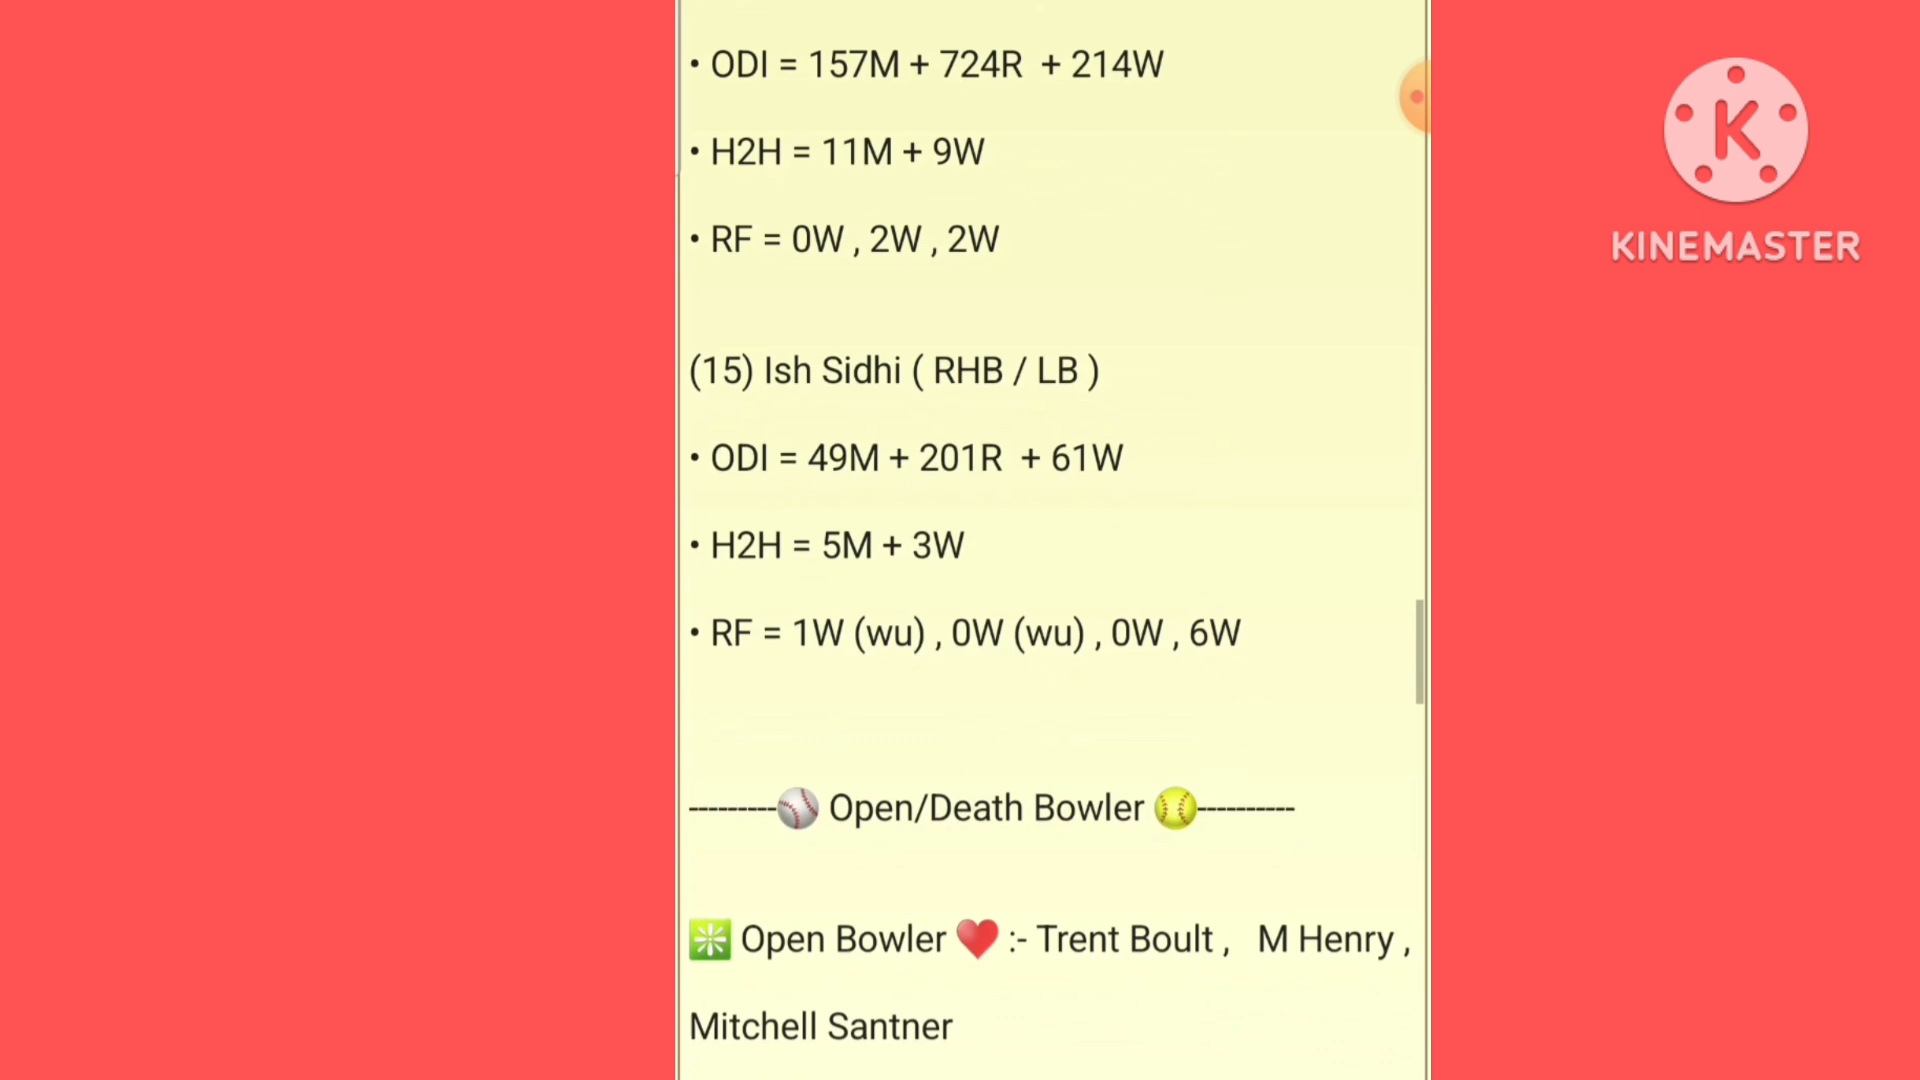 • ODI = 157M + 724R + 214W
• H2H = 11M + 9W
• RF = 0W , 2W , 2W
(15) Ish Sidhi ( RHB / LB )
• ODI = 49M + 201R + 61W
• H2H = 5M + 3W
• RF = 1W (wu) , 0W (wu) , 0W , 6W
---------⚾ Open/Death Bowler 🥎----------
❇️ Open Bowler ♥️ :- Trent Boult , M Henry ,
Mitchell Santner
K
KINEMASTER